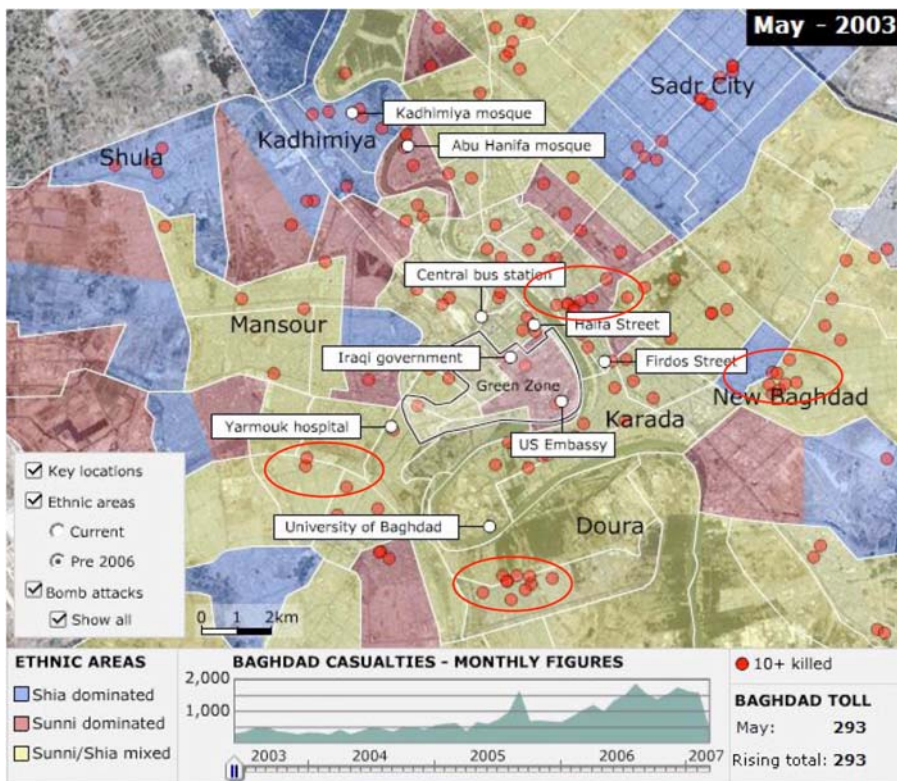 May - 2003
Sadr City
Kadhimiya mosque
Kadhimiya
Shula
Abu Hanifa mosque
Central bus station
Mansour
Haifa Street
Iraqi government
Firdos Street
Green Zone
New Baghdad
Karada
Yarmouk hospital
US Embassy
Key locations
Ethnic areas
Current
University of Baghdad
Doura
Pre 2006
Bomb attacks
Show all
0 1 2km
ETHNIC AREAS
Shia dominated
Sunni dominated
Sunni/Shia mixed
BAGHDAD CASUALTIES - MONTHLY FIGURES
2,000
1,000
2003 2004 2005 2006 2007
10+ killed
BAGHDAD TOLL
May: 293
Rising total: 293